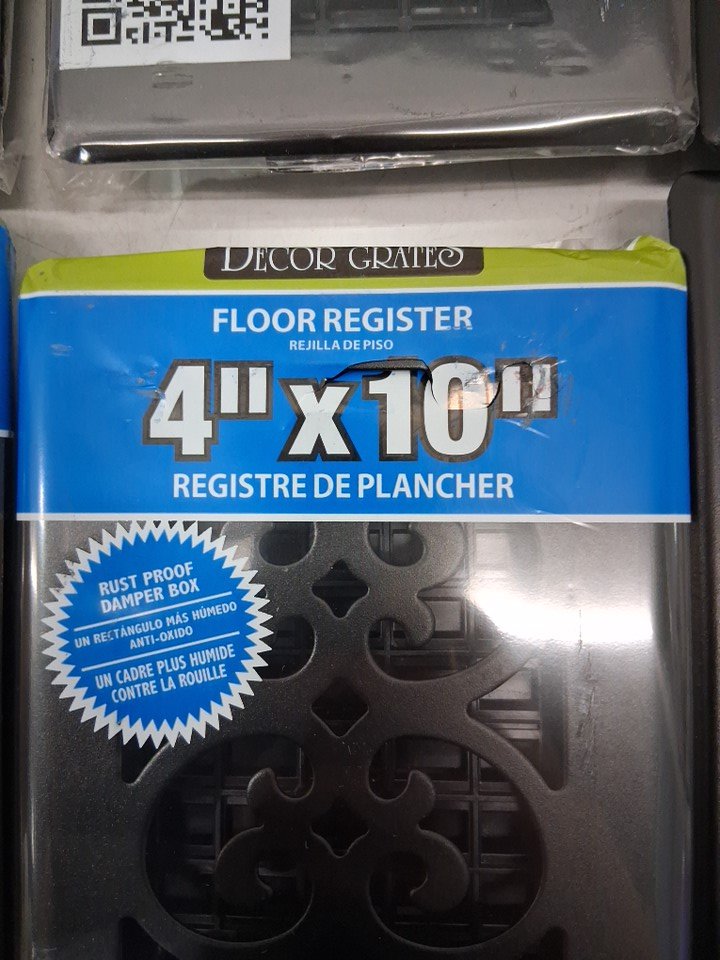 DECOR GRATES
FLOOR REGISTER
REJILLA DE PISO
4" x 10"
REGISTRE DE PLANCHER
RUST PROOF
DAMPER BOX
UN RECTÁNGULO MÁS HÚMEDO
ANTI-OXIDO
UN CADRE PLUS HUMIDE
CONTRE LA ROUILLE